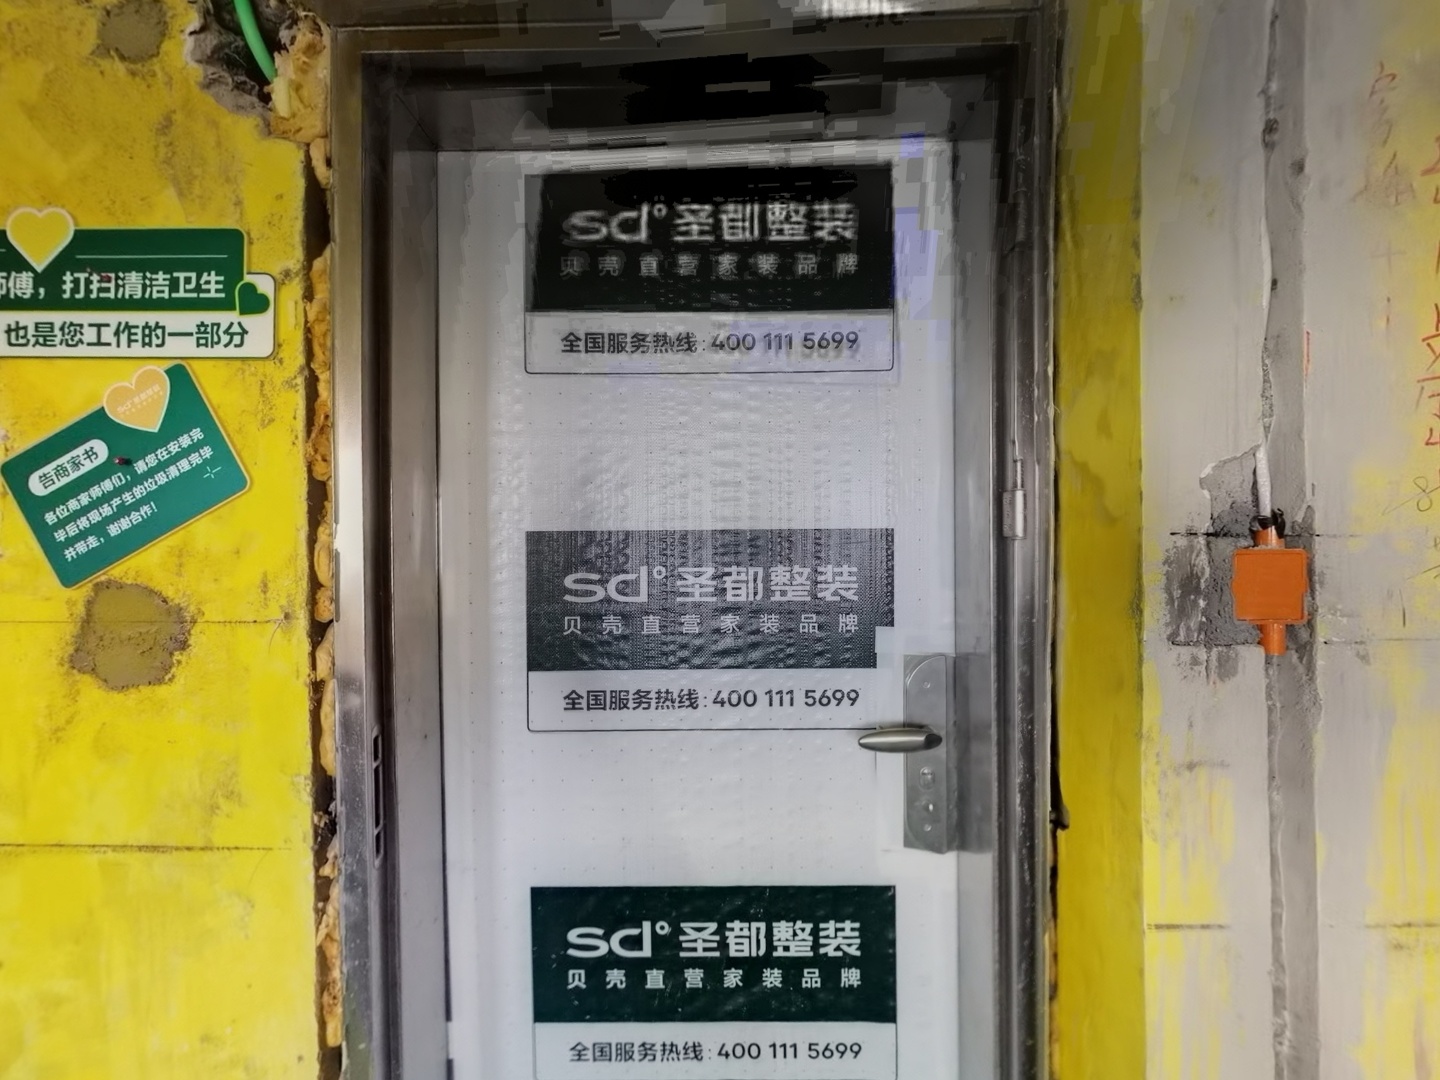 师傅，打扫清洁卫生
也是您工作的一部分
sd°圣都整装
告商家书
各位商家师傅们，请您在安装完
毕后将现场产生的垃圾清理完毕
并带走，谢谢合作！
sd°圣都整装
贝壳直营家装品牌
全国服务热线:400 111 5699
sd°圣都整装
贝壳直营家装品牌
全国服务热线:400 111 5699
sd°圣都整装
贝壳直营家装品牌
全国服务热线:400 111 5699